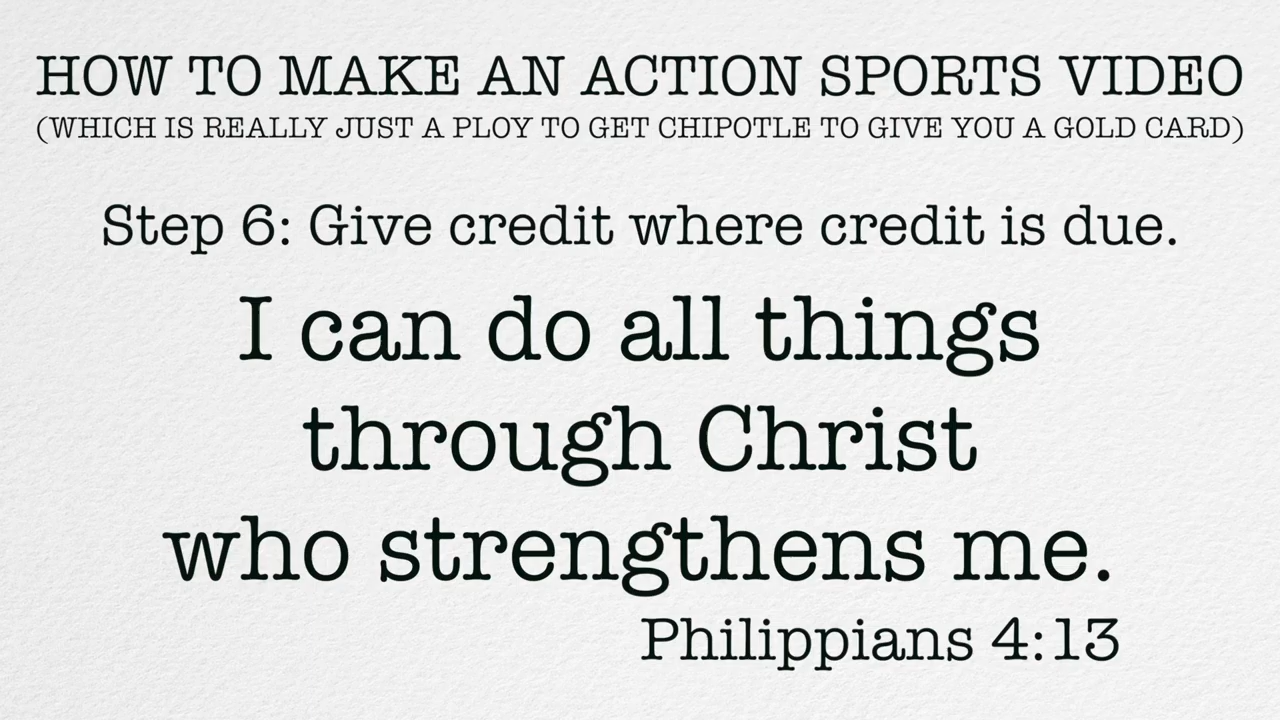 HOW TO MAKE AN ACTION SPORTS VIDEO
(WHICH IS REALLY JUST A PLOY TO GET CHIPOTLE TO GIVE YOU A GOLD CARD)
Step 6: Give credit where credit is due.
I can do all things
through Christ
who strengthens me.
Philippians 4:13